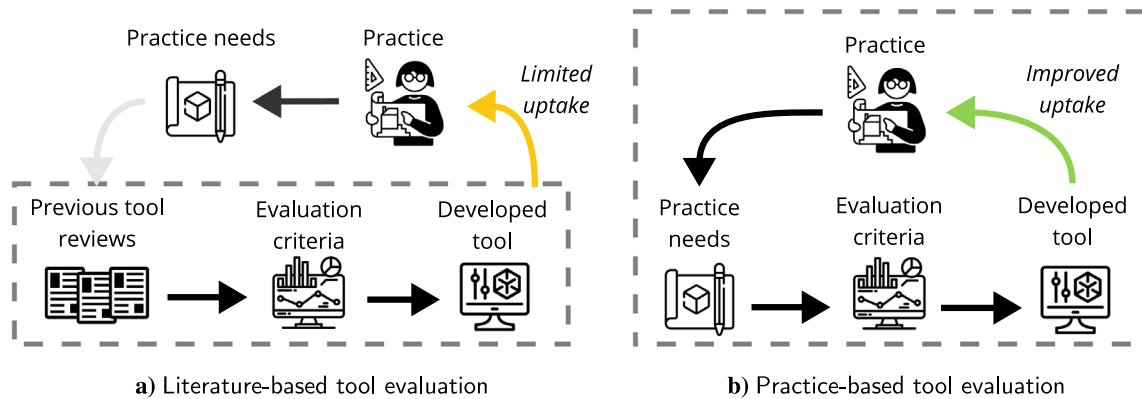 Practice needs
Practice
Limited
uptake
Previous tool
reviews
Evaluation
criteria
Developed
tool
a) Literature-based tool evaluation
Practice
Improved
uptake
Practice
needs
Evaluation
criteria
Developed
tool
b) Practice-based tool evaluation